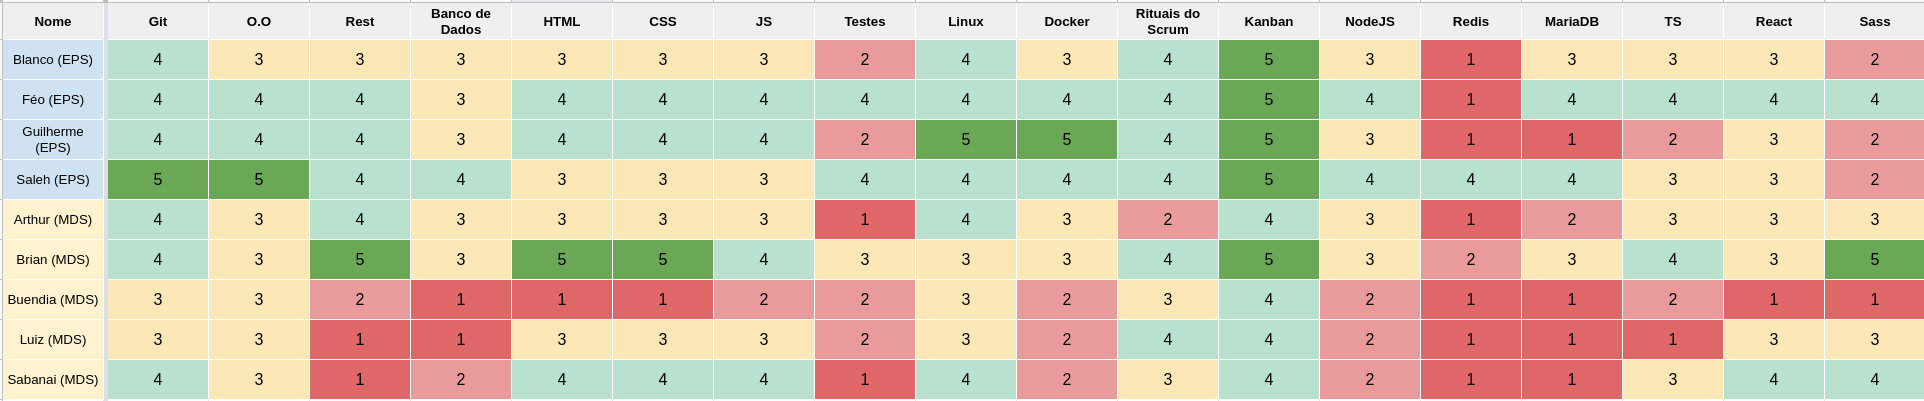 Nome Git O.O Rest Banco de Dados HTML CSS JS Testes Linux Docker Rituais do Scrum Kanban NodeJS Redis MariaDB TS React Sass
Blanco (EPS) 4 3 3 3 3 3 3 2 4 3 4 5 3 1 3 3 3 2
Féo (EPS) 4 4 4 3 4 4 4 4 4 4 4 5 4 1 4 4 4 4
Guilherme (EPS) 4 4 4 3 4 4 4 2 5 5 4 5 3 1 1 2 3 2
Saleh (EPS) 5 5 4 4 3 3 3 4 4 4 4 5 4 4 4 3 3 2
Arthur (MDS) 4 3 4 3 3 3 3 1 4 3 2 4 3 1 2 3 3 3
Brian (MDS) 4 3 5 3 5 5 4 3 3 3 4 5 3 2 3 4 3 5
Buendia (MDS) 3 3 2 1 1 1 2 2 3 2 3 4 2 1 1 2 1 1
Luiz (MDS) 3 3 1 1 3 3 3 2 3 2 4 4 2 1 1 1 3 3
Sabanai (MDS) 4 3 1 2 4 4 4 1 4 2 3 4 2 1 1 3 4 4